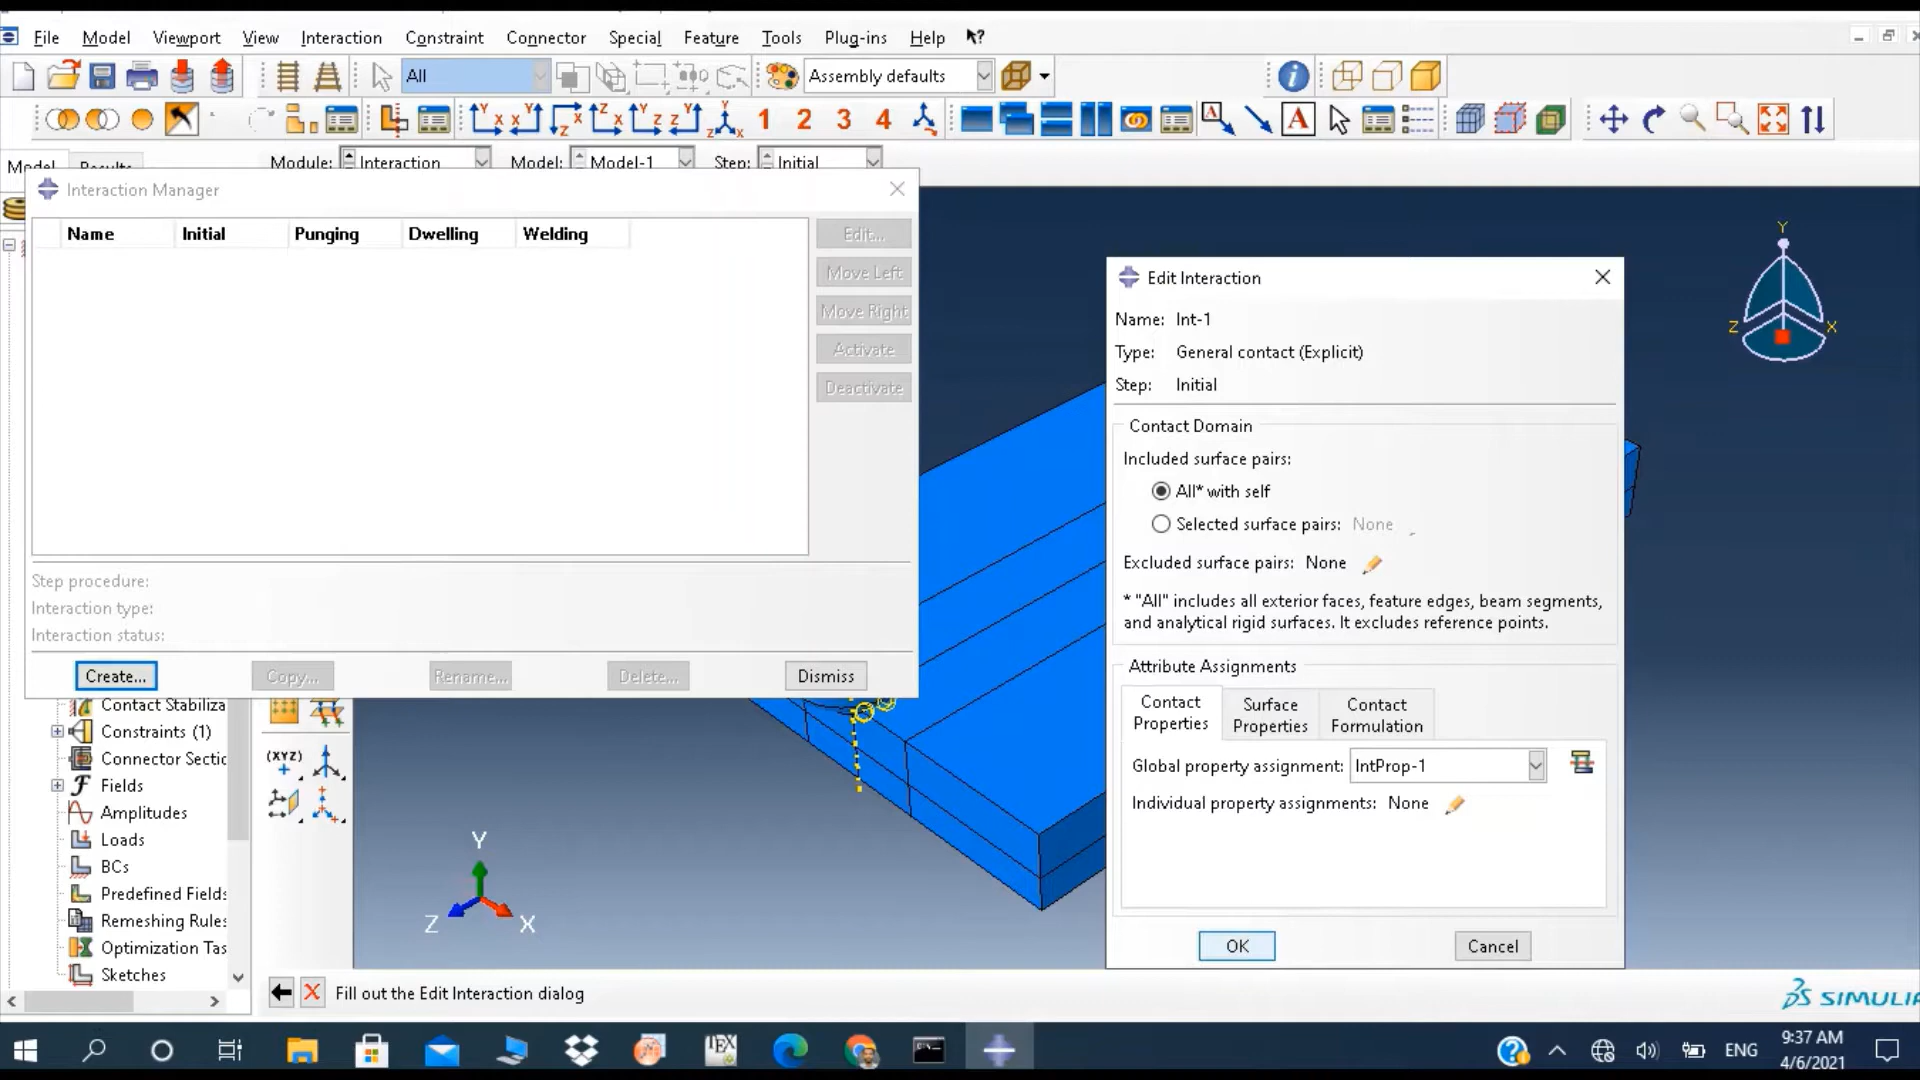 File Model Viewport View Interaction Constraint Connector Special Feature Tools Plug-ins Help
All
Assembly defaults
1 2 3 4
Model Results
Module: Interaction Model: Model-1 Step: Initial
Interaction Manager
Name Initial Punging Dwelling Welding
Edit...
Move Left
Move Right
Activate
Deactivate
Step procedure:
Interaction type:
Interaction status:
Create... Copy... Rename... Delete... Dismiss
Contact Stabiliza
Constraints (1)
Connector Sectio
Fields
Amplitudes
Loads
BCs
Predefined Fields
Remeshing Rules
Optimization Tas
Sketches
(XYZ)
Y
Z X
Y
Z X
Edit Interaction
Name: Int-1
Type: General contact (Explicit)
Step: Initial
Contact Domain
Included surface pairs:
All* with self
Selected surface pairs: None
Excluded surface pairs: None
* "All" includes all exterior faces, feature edges, beam segments,
and analytical rigid surfaces. It excludes reference points.
Attribute Assignments
Contact Properties
Surface Properties
Contact Formulation
Global property assignment: IntProp-1
Individual property assignments: None
OK Cancel
Fill out the Edit Interaction dialog
SIMULIA
ENG
9:37 AM
4/6/2021